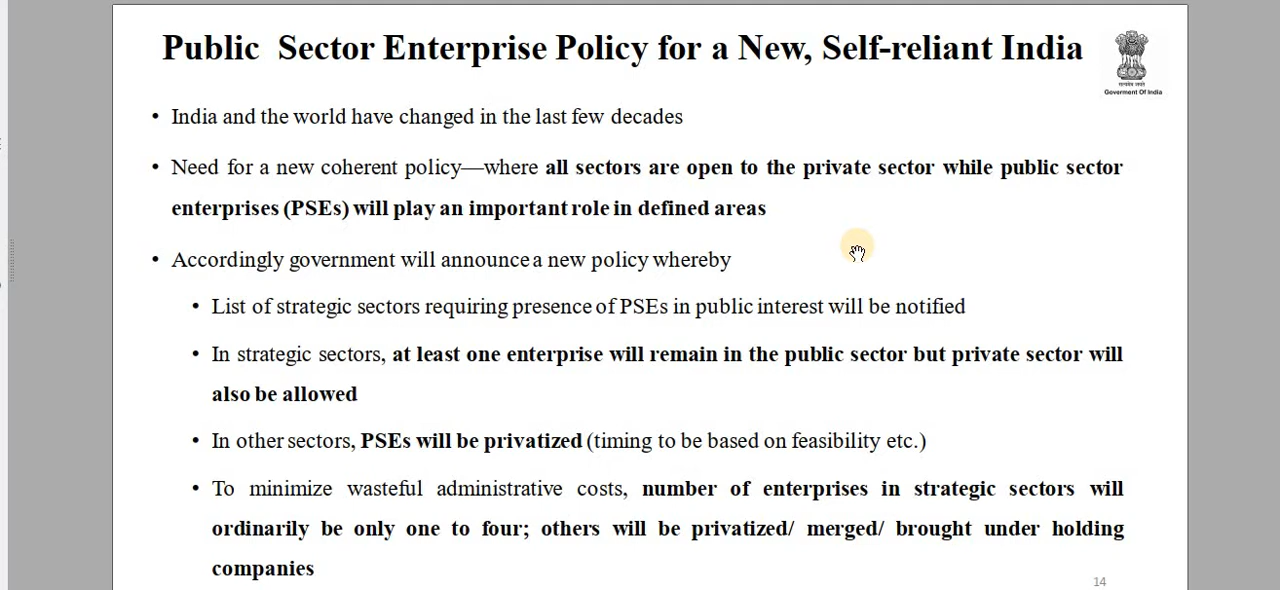 Public Sector Enterprise Policy for a New, Self-reliant India
Goverment Of India
• India and the world have changed in the last few decades
• Need for a new coherent policy—where all sectors are open to the private sector while public sector
enterprises (PSEs) will play an important role in defined areas
• Accordingly government will announce a new policy whereby
• List of strategic sectors requiring presence of PSEs in public interest will be notified
• In strategic sectors, at least one enterprise will remain in the public sector but private sector will
also be allowed
• In other sectors, PSEs will be privatized (timing to be based on feasibility etc.)
• To minimize wasteful administrative costs, number of enterprises in strategic sectors will
ordinarily be only one to four; others will be privatized/ merged/ brought under holding
companies
14